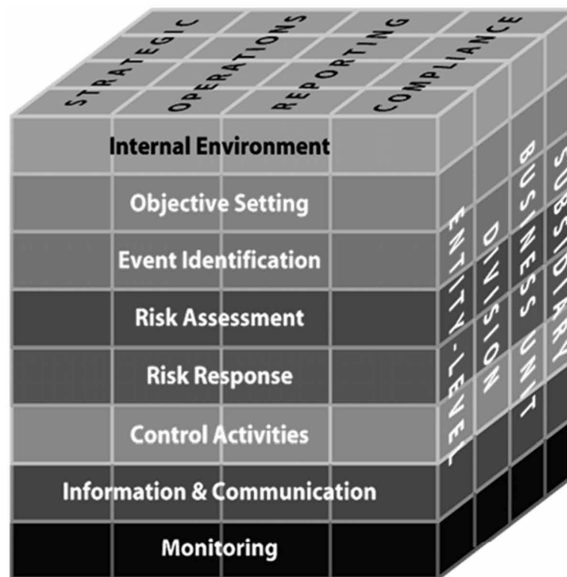 STRATEGIC
OPERATIONS
REPORTING
COMPLIANCE
Internal Environment
Objective Setting
Event Identification
Risk Assessment
Risk Response
Control Activities
Information & Communication
Monitoring
ENTITY-LEVEL
DIVISION
BUSINESS UNIT
SUBSIDIARY